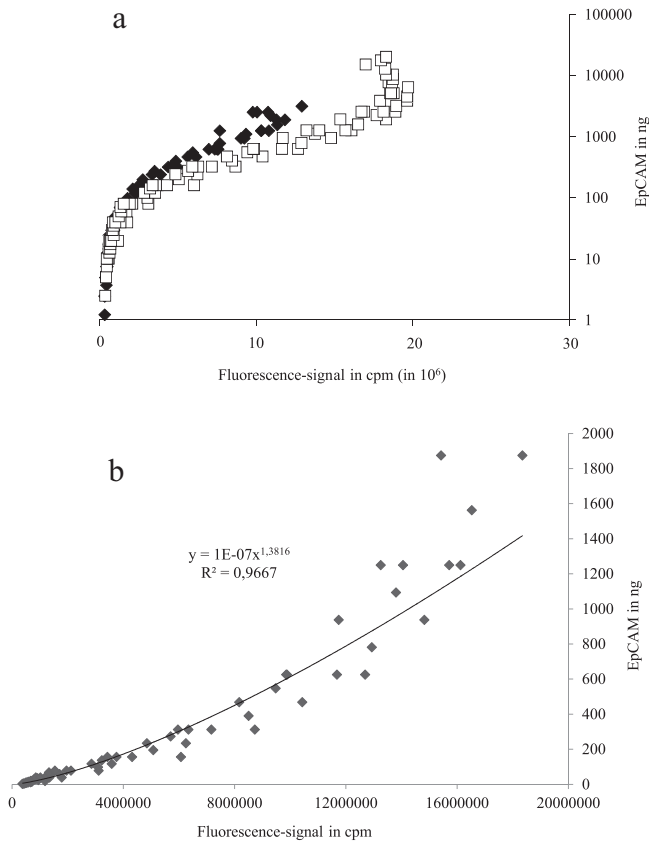 a
100000
10000
1000
100
10
1
EpCAM in ng
0 10 20 30
Fluorescence-signal in cpm (in 10⁶)
b
2000
1800
1600
1400
1200
1000
800
600
400
200
0
EpCAM in ng
y = 1E-07x¹,³⁸¹⁶
R² = 0,9667
0 4000000 8000000 12000000 16000000 20000000
Fluorescence-signal in cpm